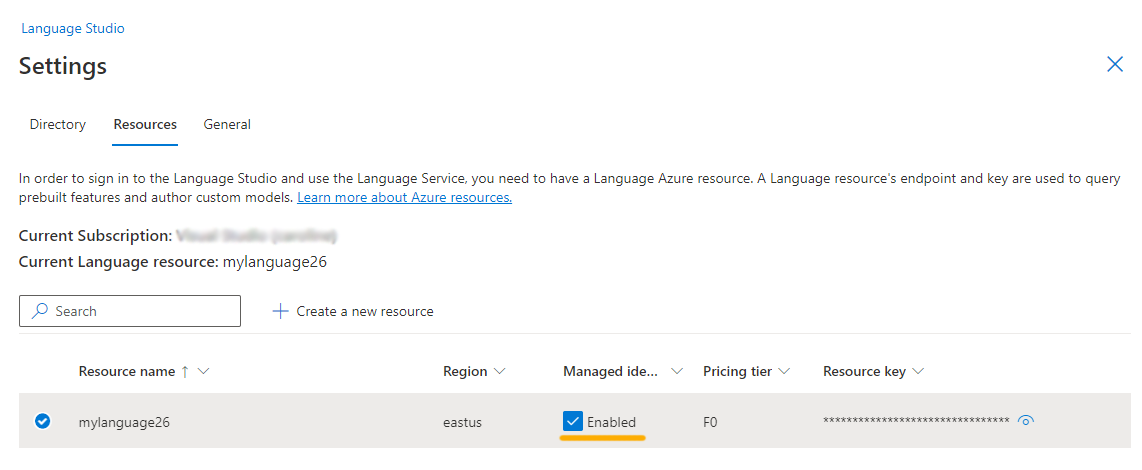 Language Studio
Settings
Directory Resources General
In order to sign in to the Language Studio and use the Language Service, you need to have a Language Azure resource. A Language resource's endpoint and key are used to query
prebuilt features and author custom models. Learn more about Azure resources.
Current Subscription:
Current Language resource: mylanguage26
Search Create a new resource
Resource name ↑ Region Managed ide... Pricing tier Resource key
mylanguage26 eastus Enabled F0 ********************************